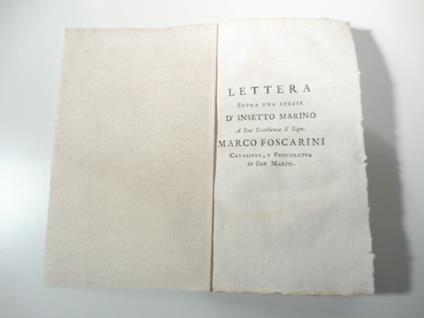 LETTERA
SOPRA UNA SPEZIE
D' INSETTO MARINO
A Sua Eccellenza il Sign.
MARCO FOSCARINI
CAVALIERE, E PROCURATOR
DI SAN MARCO.